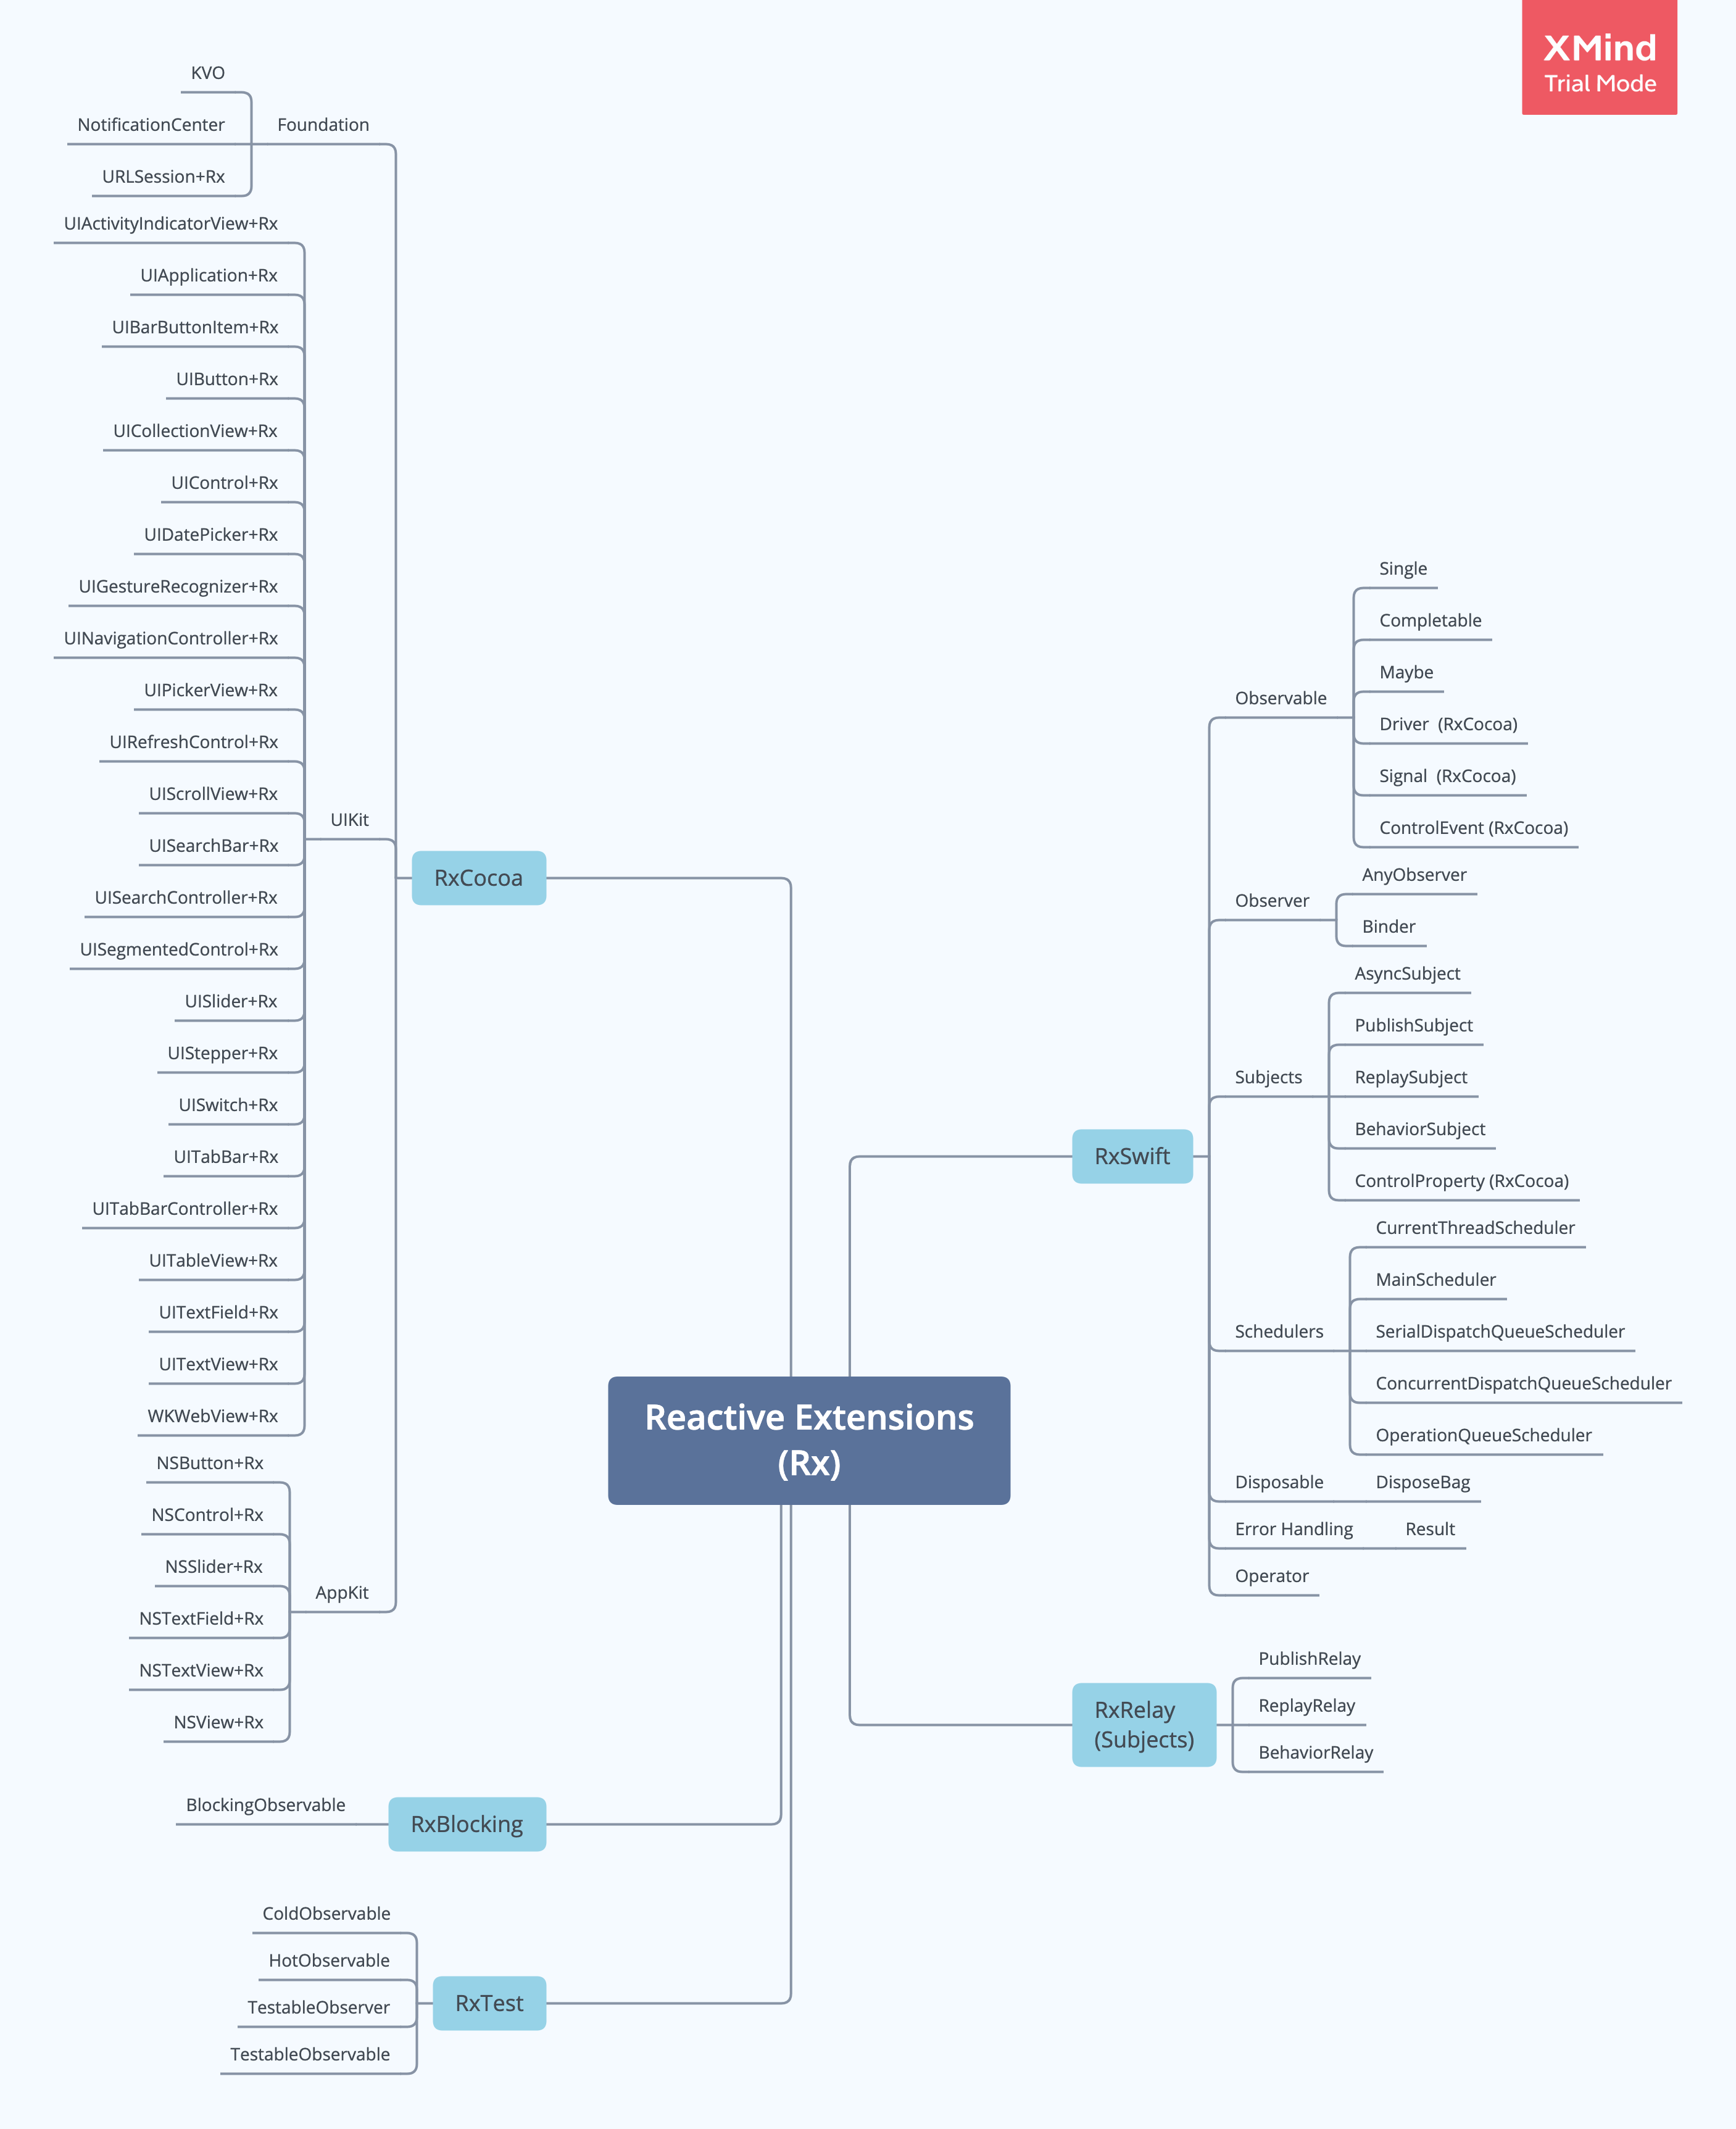 XMind
Trial Mode
KVO
NotificationCenter
Foundation
URLSession+Rx
UIActivityIndicatorView+Rx
UIApplication+Rx
UIBarButtonItem+Rx
UIButton+Rx
UICollectionView+Rx
UIControl+Rx
UIDatePicker+Rx
UIGestureRecognizer+Rx
UINavigationController+Rx
UIPickerView+Rx
UIRefreshControl+Rx
UIScrollView+Rx
UIKit
UISearchBar+Rx
UISearchController+Rx
UISegmentedControl+Rx
UISlider+Rx
UIStepper+Rx
UISwitch+Rx
UITabBar+Rx
UITabBarController+Rx
UITableView+Rx
UITextField+Rx
UITextView+Rx
WKWebView+Rx
NSButton+Rx
NSControl+Rx
NSSlider+Rx
AppKit
NSTextField+Rx
NSTextView+Rx
NSView+Rx
RxCocoa
BlockingObservable
RxBlocking
ColdObservable
HotObservable
TestableObserver
TestableObservable
RxTest
Reactive Extensions
(Rx)
RxSwift
Observable
Single
Completable
Maybe
Driver  (RxCocoa)
Signal  (RxCocoa)
ControlEvent (RxCocoa)
Observer
AnyObserver
Binder
Subjects
AsyncSubject
PublishSubject
ReplaySubject
BehaviorSubject
ControlProperty (RxCocoa)
Schedulers
CurrentThreadScheduler
MainScheduler
SerialDispatchQueueScheduler
ConcurrentDispatchQueueScheduler
OperationQueueScheduler
Disposable
DisposeBag
Error Handling
Result
Operator
RxRelay
(Subjects)
PublishRelay
ReplayRelay
BehaviorRelay